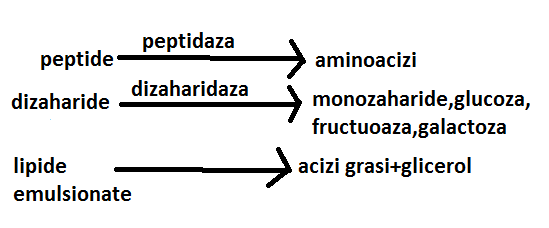 peptidaza
peptide aminoacizi
dizaharidaza
dizaharide monozaharide,glucoza,
fructuoaza,galactoza
lipide acizi grasi+glicerol
emulsionate